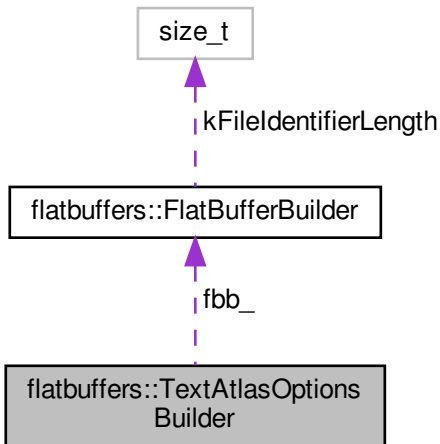 size_t
kFileIdentifierLength
flatbuffers::FlatBufferBuilder
fbb_
flatbuffers::TextAtlasOptions
Builder